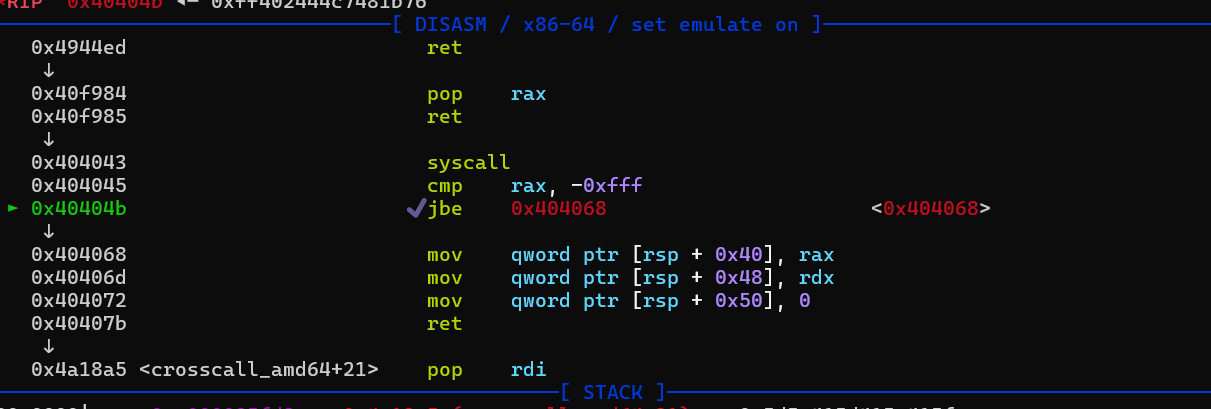 *RIP  0x40404b ◂— 0xff402444c7481b76
[ DISASM / x86-64 / set emulate on ]
0x4944ed ret
↓
0x40f984 pop rax
0x40f985 ret
↓
0x404043 syscall
0x404045 cmp rax, -0xfff
► 0x40404b ✔ jbe 0x404068 <0x404068>
↓
0x404068 mov qword ptr [rsp + 0x40], rax
0x40406d mov qword ptr [rsp + 0x48], rdx
0x404072 mov qword ptr [rsp + 0x50], 0
0x40407b ret
↓
0x4a18a5 <crosscall_amd64+21> pop rdi
[ STACK ]